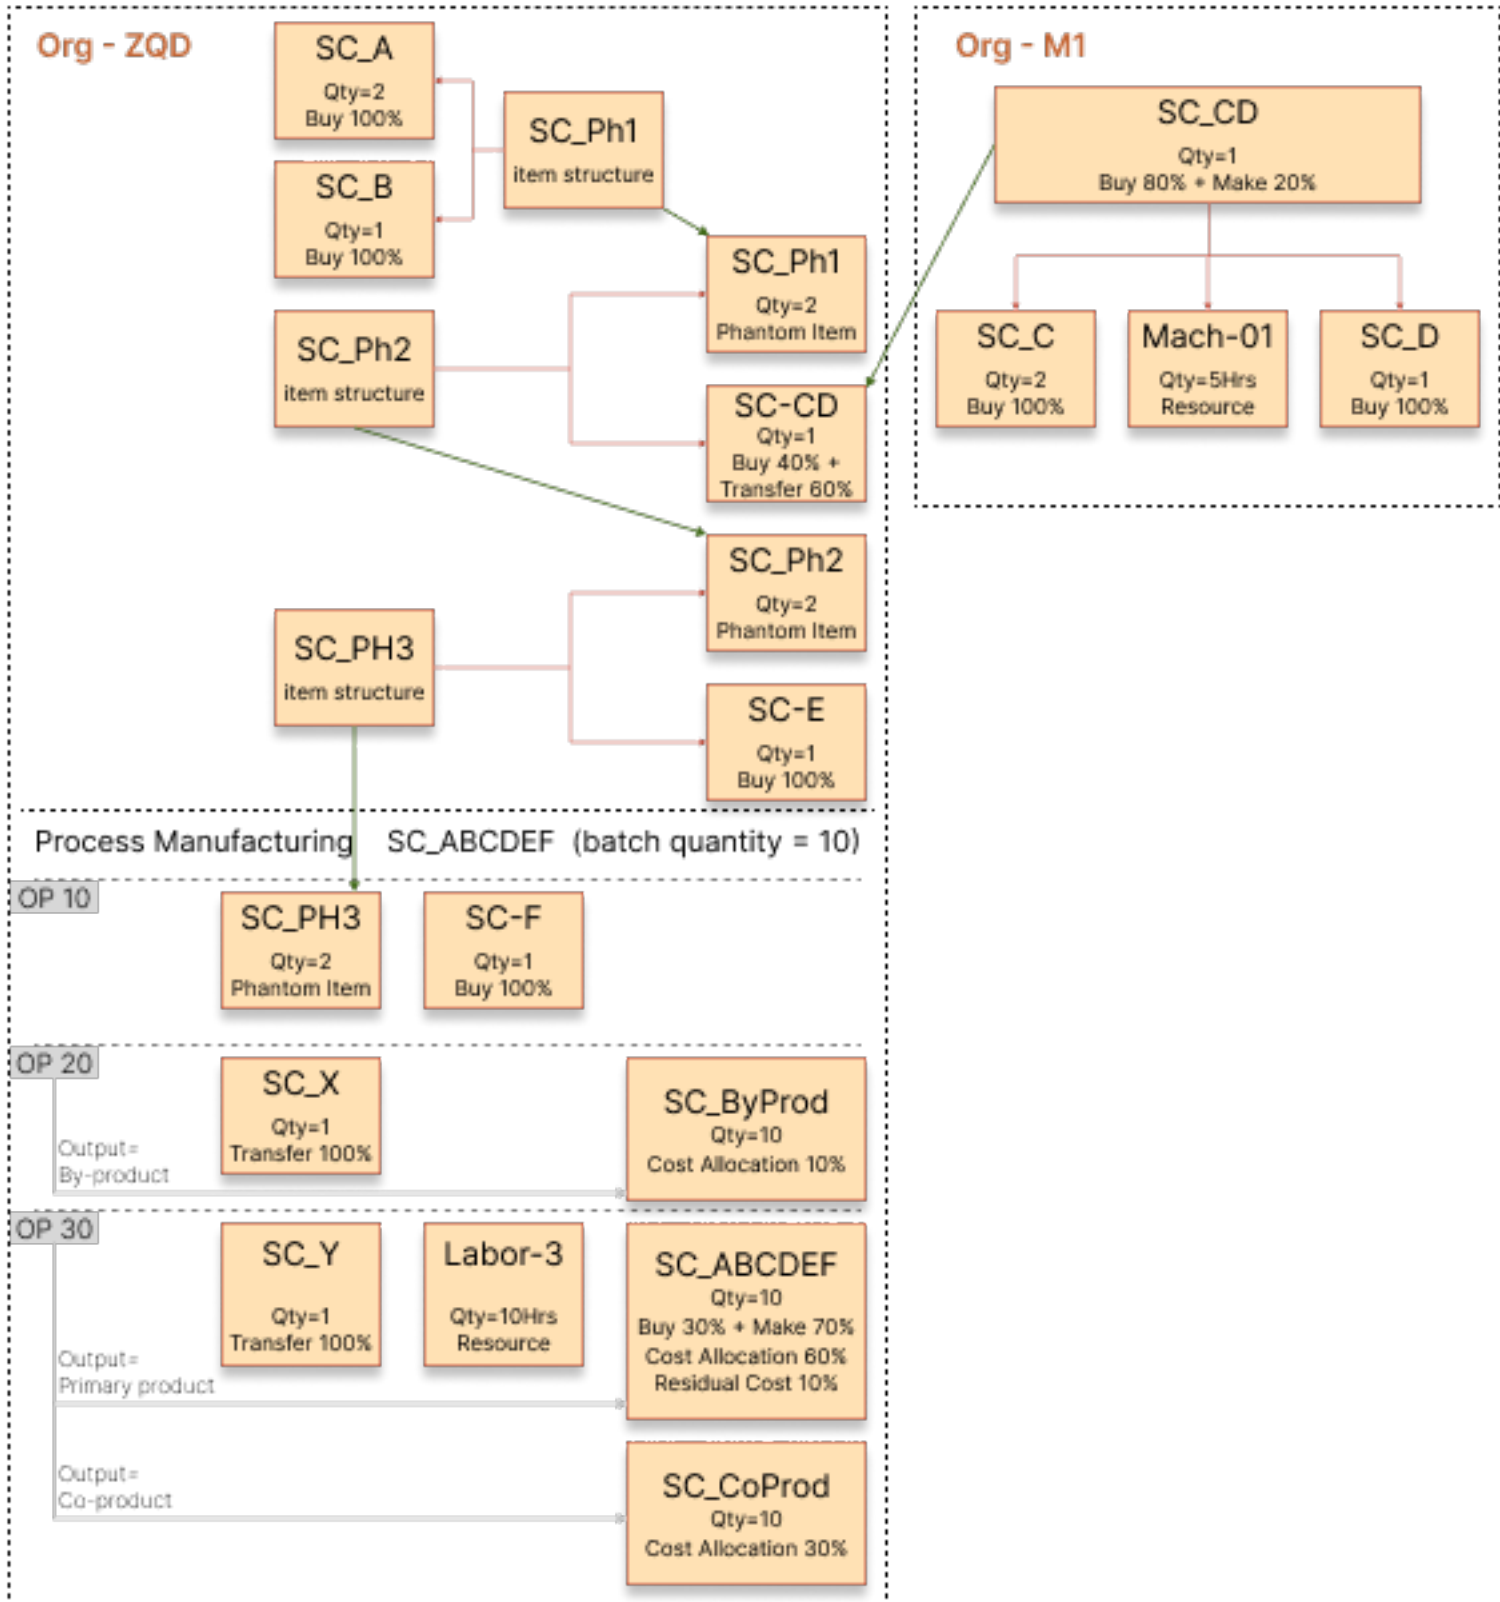 Org - ZQD
SC_A
Qty=2
Buy 100%
SC_B
Qty=1
Buy 100%
SC_Ph1
item structure
SC_Ph1
Qty=2
Phantom Item
SC_Ph2
item structure
SC-CD
Qty=1
Buy 40% +
Transfer 60%
SC_Ph2
Qty=2
Phantom Item
SC_PH3
item structure
SC-E
Qty=1
Buy 100%
Org - M1
SC_CD
Qty=1
Buy 80% + Make 20%
SC_C
Qty=2
Buy 100%
Mach-01
Qty=5Hrs
Resource
SC_D
Qty=1
Buy 100%
Process Manufacturing SC_ABCDEF (batch quantity = 10)
OP 10
SC_PH3
Qty=2
Phantom Item
SC-F
Qty=1
Buy 100%
OP 20
SC_X
Qty=1
Transfer 100%
Output=
By-product
SC_ByProd
Qty=10
Cost Allocation 10%
OP 30
SC_Y
Qty=1
Transfer 100%
Labor-3
Qty=10Hrs
Resource
Output=
Primary product
SC_ABCDEF
Qty=10
Buy 30% + Make 70%
Cost Allocation 60%
Residual Cost 10%
Output=
Co-product
SC_CoProd
Qty=10
Cost Allocation 30%